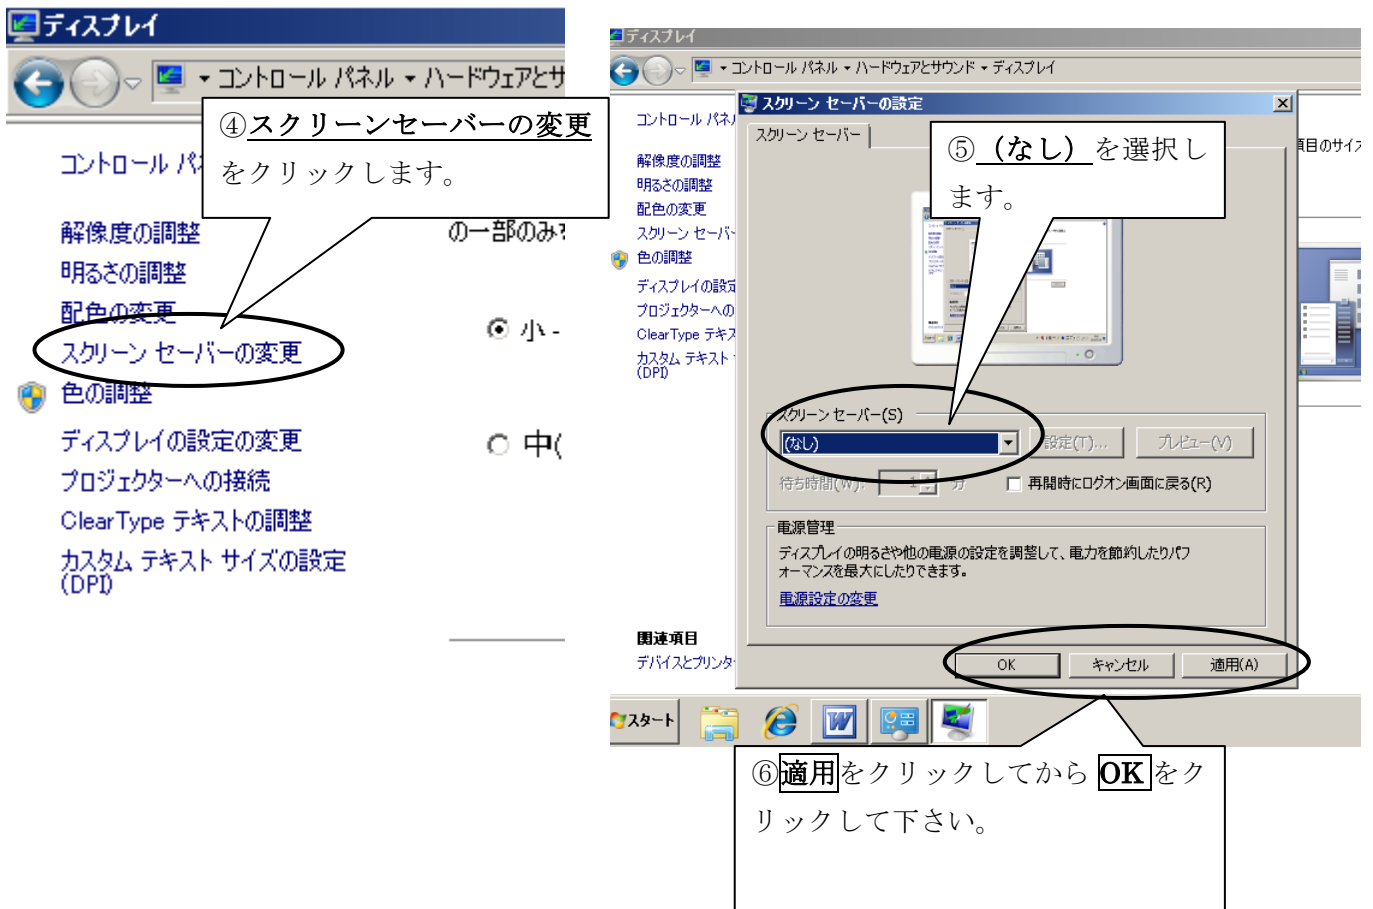 ディスプレイ
コントロール パネル ▾ ハードウェアとサ
④スクリーンセーバーの変更
をクリックします。
コントロール パネ
解像度の調整
明るさの調整
配色の変更
スクリーン セーバーの変更
色の調整
ディスプレイの設定の変更
プロジェクターへの接続
ClearType テキストの調整
カスタム テキスト サイズの設定
(DPI)
の一部のみを
小 -
中(
ディスプレイ
コントロール パネル ▾ ハードウェアとサウンド ▾ ディスプレイ
コントロール パネル
解像度の調整
明るさの調整
配色の変更
スクリーン セーバー
色の調整
ディスプレイの設定
プロジェクターへの
ClearType テキス
カスタム テキスト
(DPI)
関連項目
デバイスとプリンター
項目のサイズ
スクリーン セーバーの設定
スクリーン セーバー
⑤（なし）を選択し
ます。
スクリーン セーバー(S)
(なし)
設定(T)...
プレビュー(V)
待ち時間(W):
1
分
再開時にログオン画面に戻る(R)
電源管理
ディスプレイの明るさや他の電源の設定を調整して、電力を節約したりパフ
ォーマンスを最大にしたりできます。
電源設定の変更
OK
キャンセル
適用(A)
スタート
⑥適用をクリックしてから OK をク
リックして下さい。